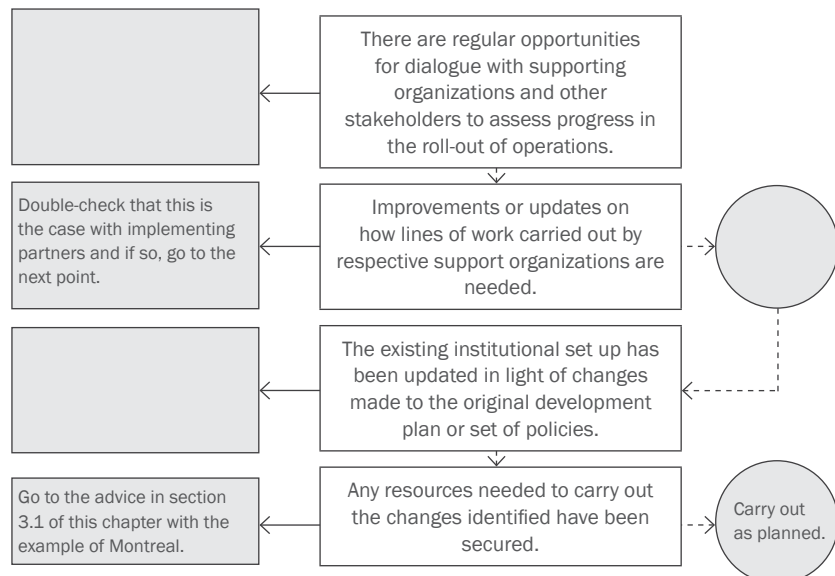 There are regular opportunities
for dialogue with supporting
organizations and other
stakeholders to assess progress in
the roll-out of operations.
Double-check that this is
the case with implementing
partners and if so, go to the
next point.
Improvements or updates on
how lines of work carried out by
respective support organizations are
needed.
The existing institutional set up has
been updated in light of changes
made to the original development
plan or set of policies.
Go to the advice in section
3.1 of this chapter with the
example of Montreal.
Any resources needed to carry out
the changes identified have been
secured.
Carry out
as planned.